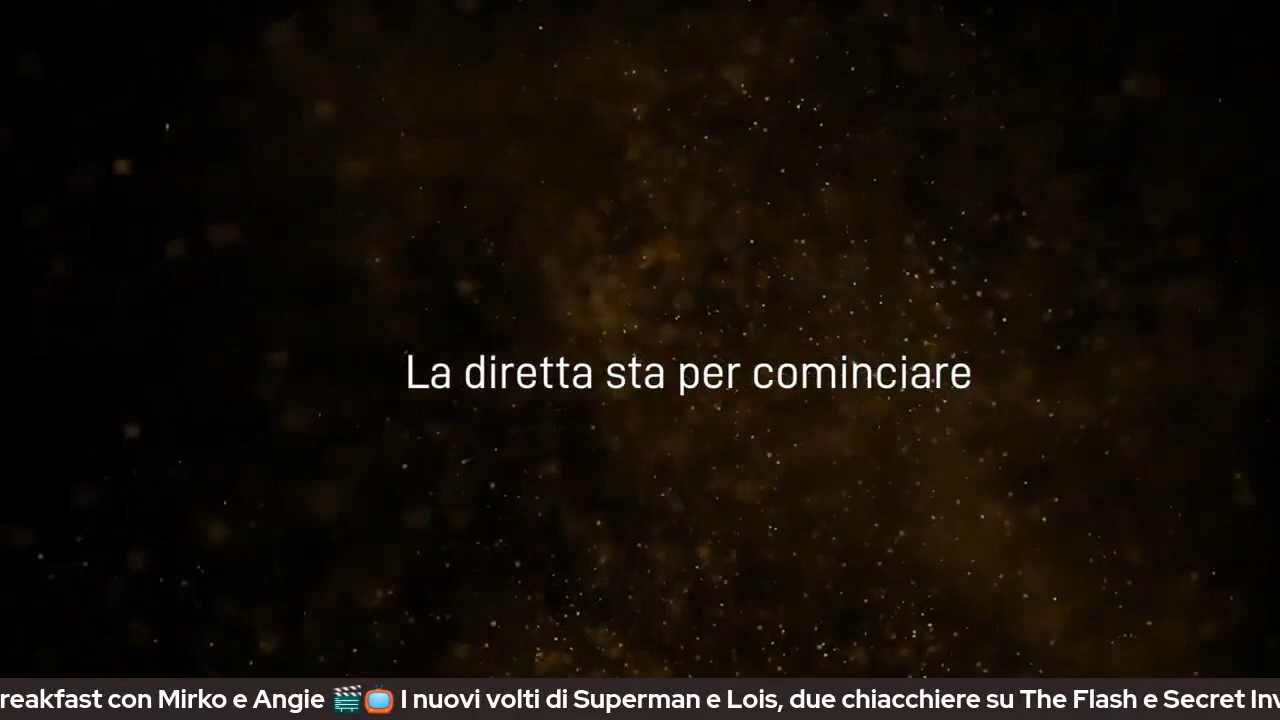 La diretta sta per cominciare
reakfast con Mirko e Angie 🎬📺 I nuovi volti di Superman e Lois, due chiacchiere su The Flash e Secret Inv